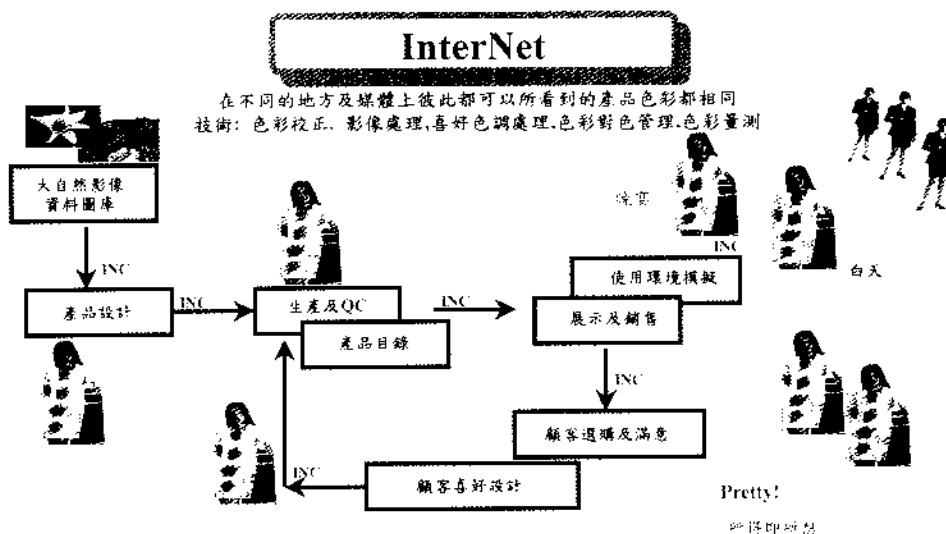 InterNet
在不同的地方及媒體上彼此都可以所看到的產品色彩都相同
技術: 色彩校正. 影像處理,喜好色調處理.色彩對色管理.色彩量測
大自然影像
資料圖庫
晚宴
INC
白天
INC
使用環境模擬
產品設計
INC
生產及QC
INC
展示及銷售
產品目錄
INC
顧客選購及滿意
INC
顧客喜好設計
Pretty!